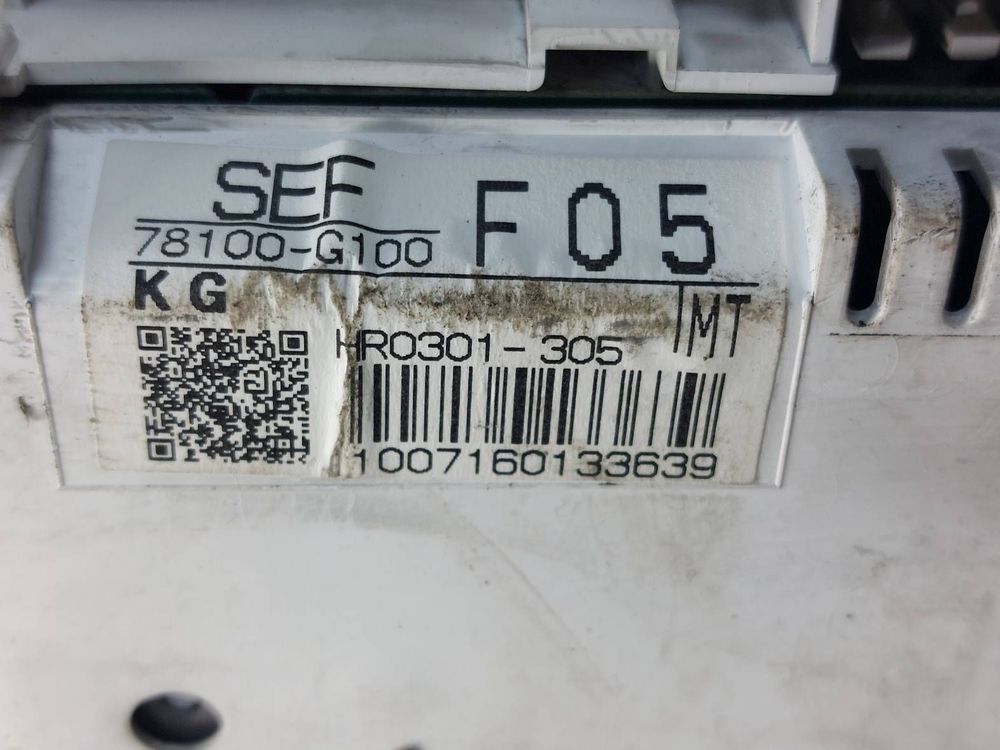 SEF F05
78100-G100
KG MT
HR0301-305
1007160133639